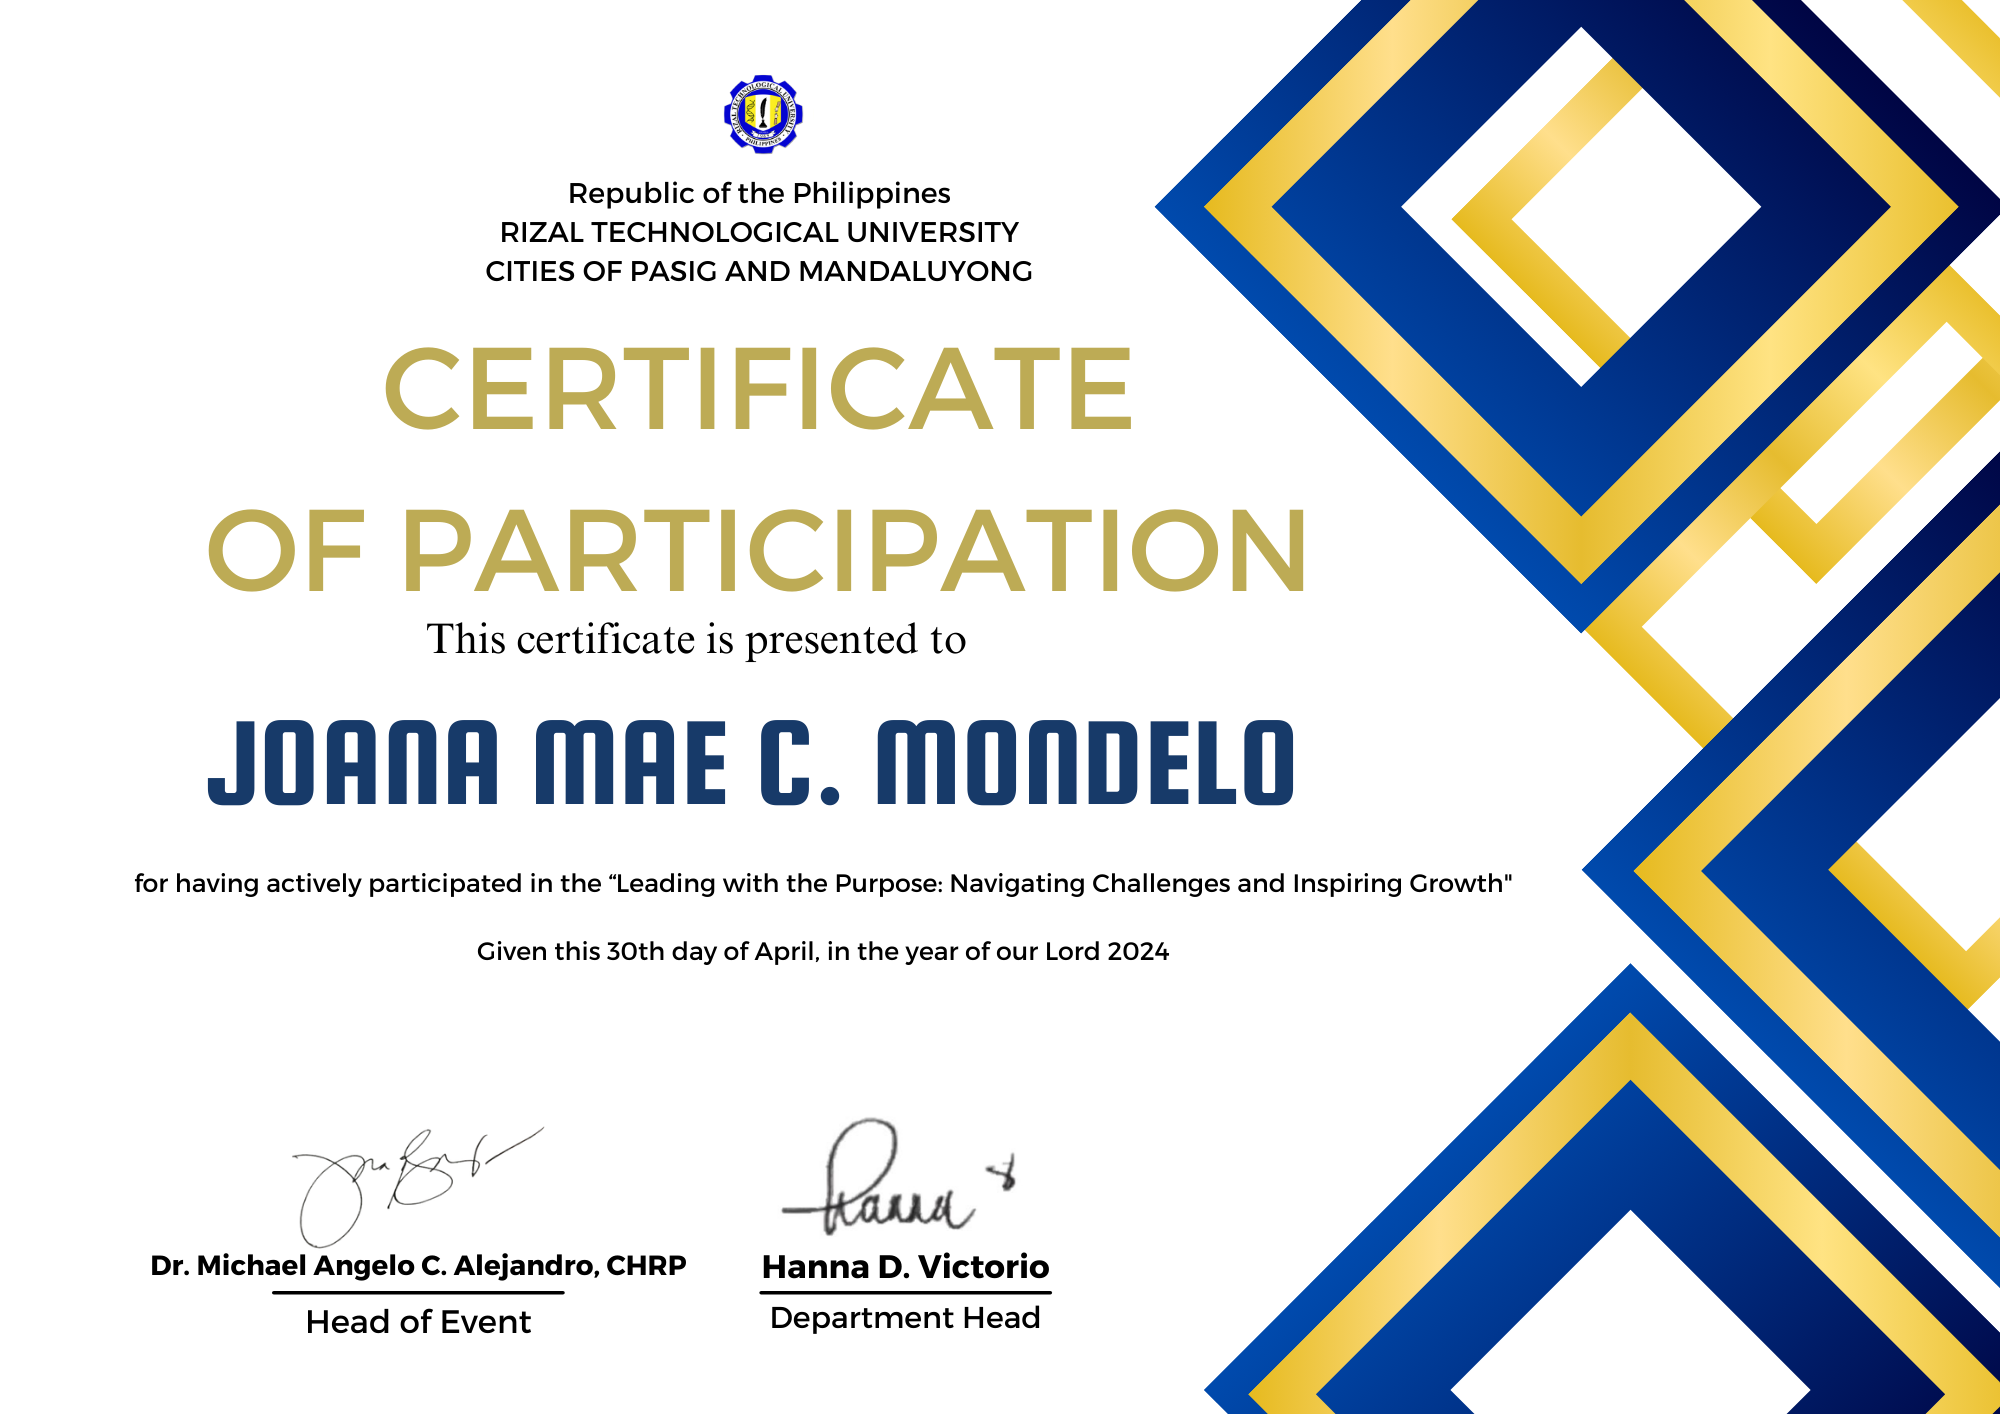 RIZAL TECHNOLOGICAL UNIVERSITY
PHILIPPINES
Republic of the Philippines
RIZAL TECHNOLOGICAL UNIVERSITY
CITIES OF PASIG AND MANDALUYONG
CERTIFICATE
OF PARTICIPATION
This certificate is presented to
JOANA MAE C. MONDELO
for having actively participated in the “Leading with the Purpose: Navigating Challenges and Inspiring Growth"
Given this 30th day of April, in the year of our Lord 2024
Hanna
Dr. Michael Angelo C. Alejandro, CHRP
Hanna D. Victorio
Head of Event
Department Head